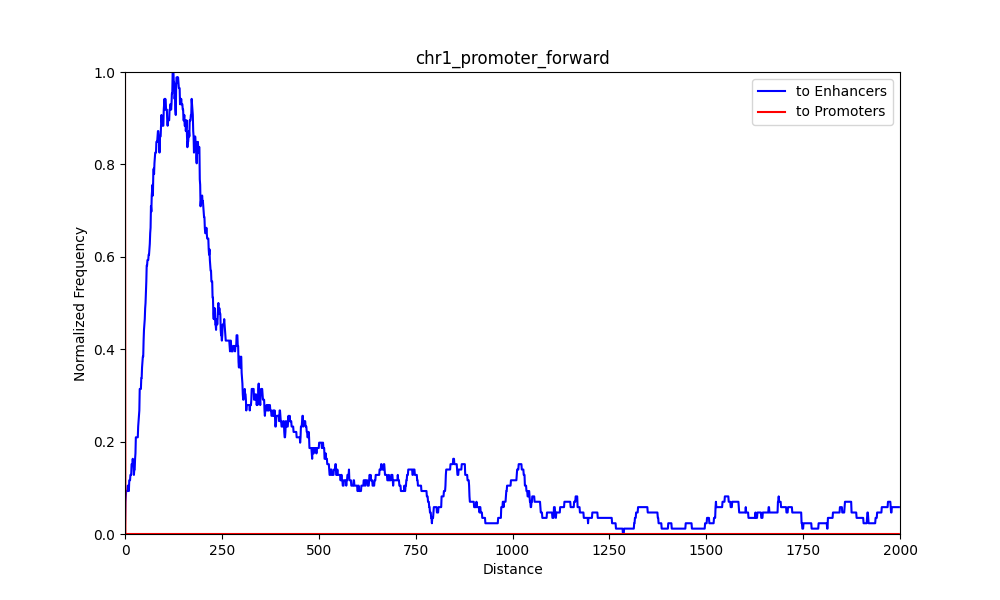 chr1_promoter_forward
to Enhancers
to Promoters
Normalized Frequency
1.0
0.8
0.6
0.4
0.2
0.0
0 250 500 750 1000 1250 1500 1750 2000
Distance